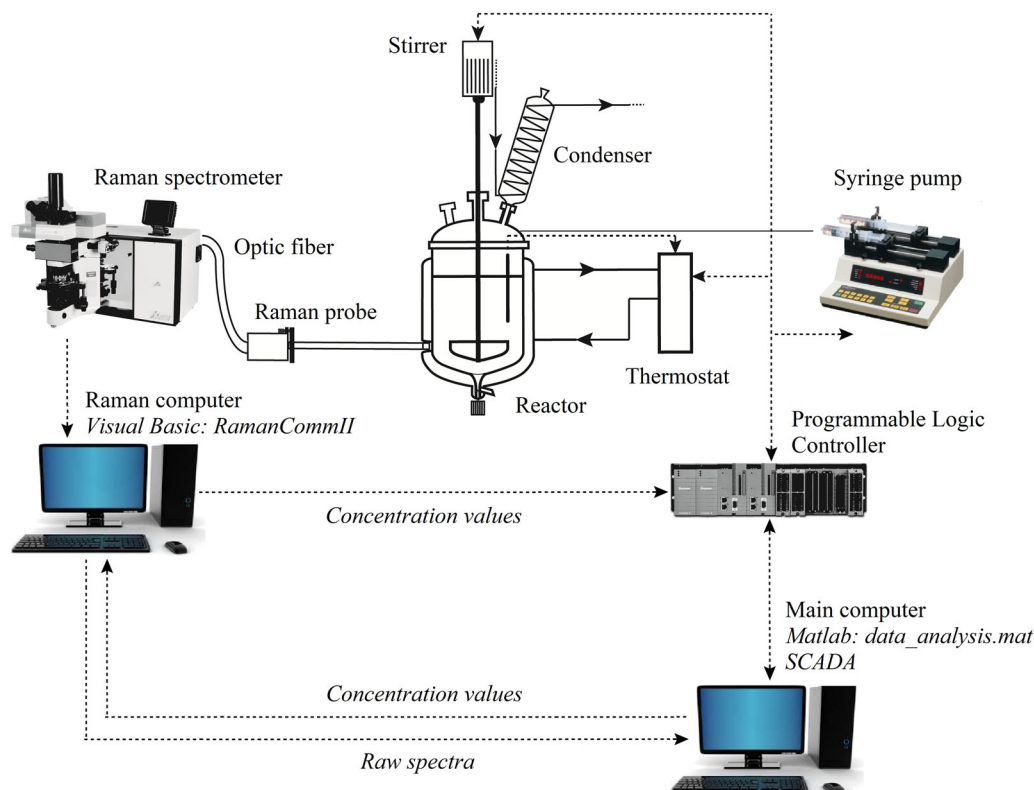 Stirrer
Condenser
Raman spectrometer
Syringe pump
Optic fiber
Raman probe
Thermostat
Reactor
Raman computer
Visual Basic: RamanCommII
Programmable Logic
Controller
Concentration values
Main computer
Matlab: data_analysis.mat
SCADA
Concentration values
Raw spectra